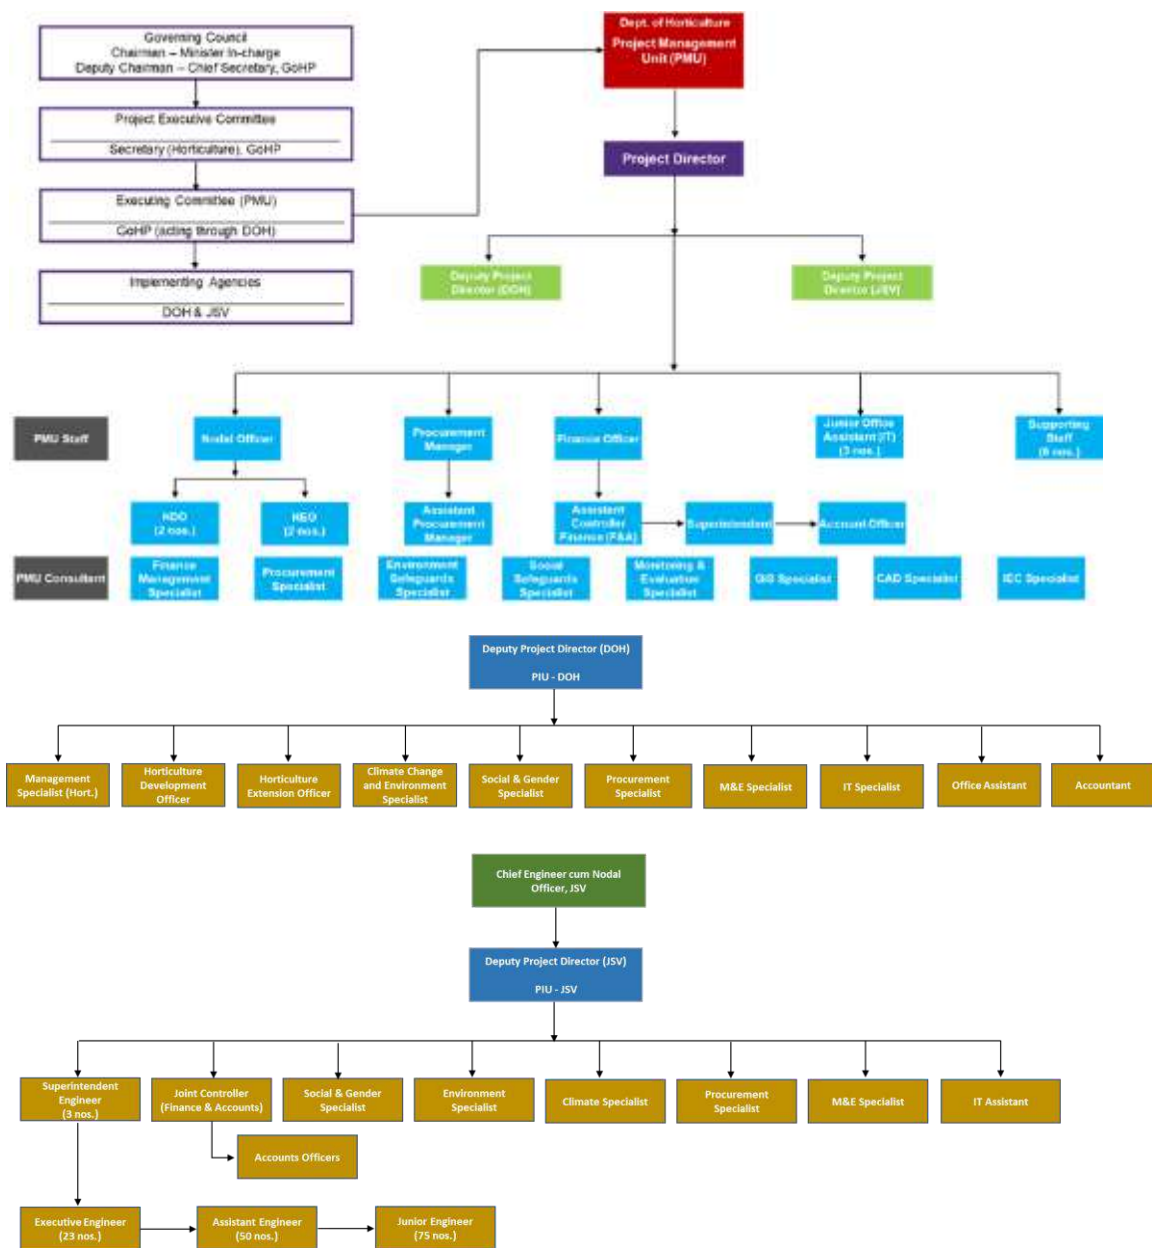 Governing Council
Chairman – Minister In-charge
Deputy Chairman – Chief Secretary, GoHP
Project Executive Committee
Secretary (Horticulture), GoHP
Executing Committee (PMU)
GoHP (acting through DOH)
Implementing Agencies
DOH & JSV
Dept. of Horticulture
Project Management
Unit (PMU)
Project Director
Deputy Project
Director (DOH)
Deputy Project
Director (JSV)
PMU Staff
Nodal Officer
Procurement
Manager
Finance Officer
Junior Office
Assistant (IT)
(3 nos.)
Supporting
Staff
(6 nos.)
HDO
(2 nos.)
HEO
(2 nos.)
Assistant
Procurement
Manager
Assistant
Controller
Finance (F&A)
Superintendent
Account Officer
PMU Consultant
Finance
Management
Specialist
Procurement
Specialist
Environment
Safeguards
Specialist
Social
Safeguards
Specialist
Monitoring &
Evaluation
Specialist
GIS Specialist
CAD Specialist
IEC Specialist
Deputy Project Director (DOH)
PIU - DOH
Management
Specialist (Hort.)
Horticulture
Development
Officer
Horticulture
Extension Officer
Climate Change
and Environment
Specialist
Social & Gender
Specialist
Procurement
Specialist
M&E Specialist
IT Specialist
Office Assistant
Accountant
Chief Engineer cum Nodal
Officer, JSV
Deputy Project Director (JSV)
PIU - JSV
Superintendent
Engineer
(3 nos.)
Joint Controller
(Finance & Accounts)
Social & Gender
Specialist
Environment
Specialist
Climate Specialist
Procurement
Specialist
M&E Specialist
IT Assistant
Accounts Officers
Executive Engineer
(23 nos.)
Assistant Engineer
(50 nos.)
Junior Engineer
(75 nos.)